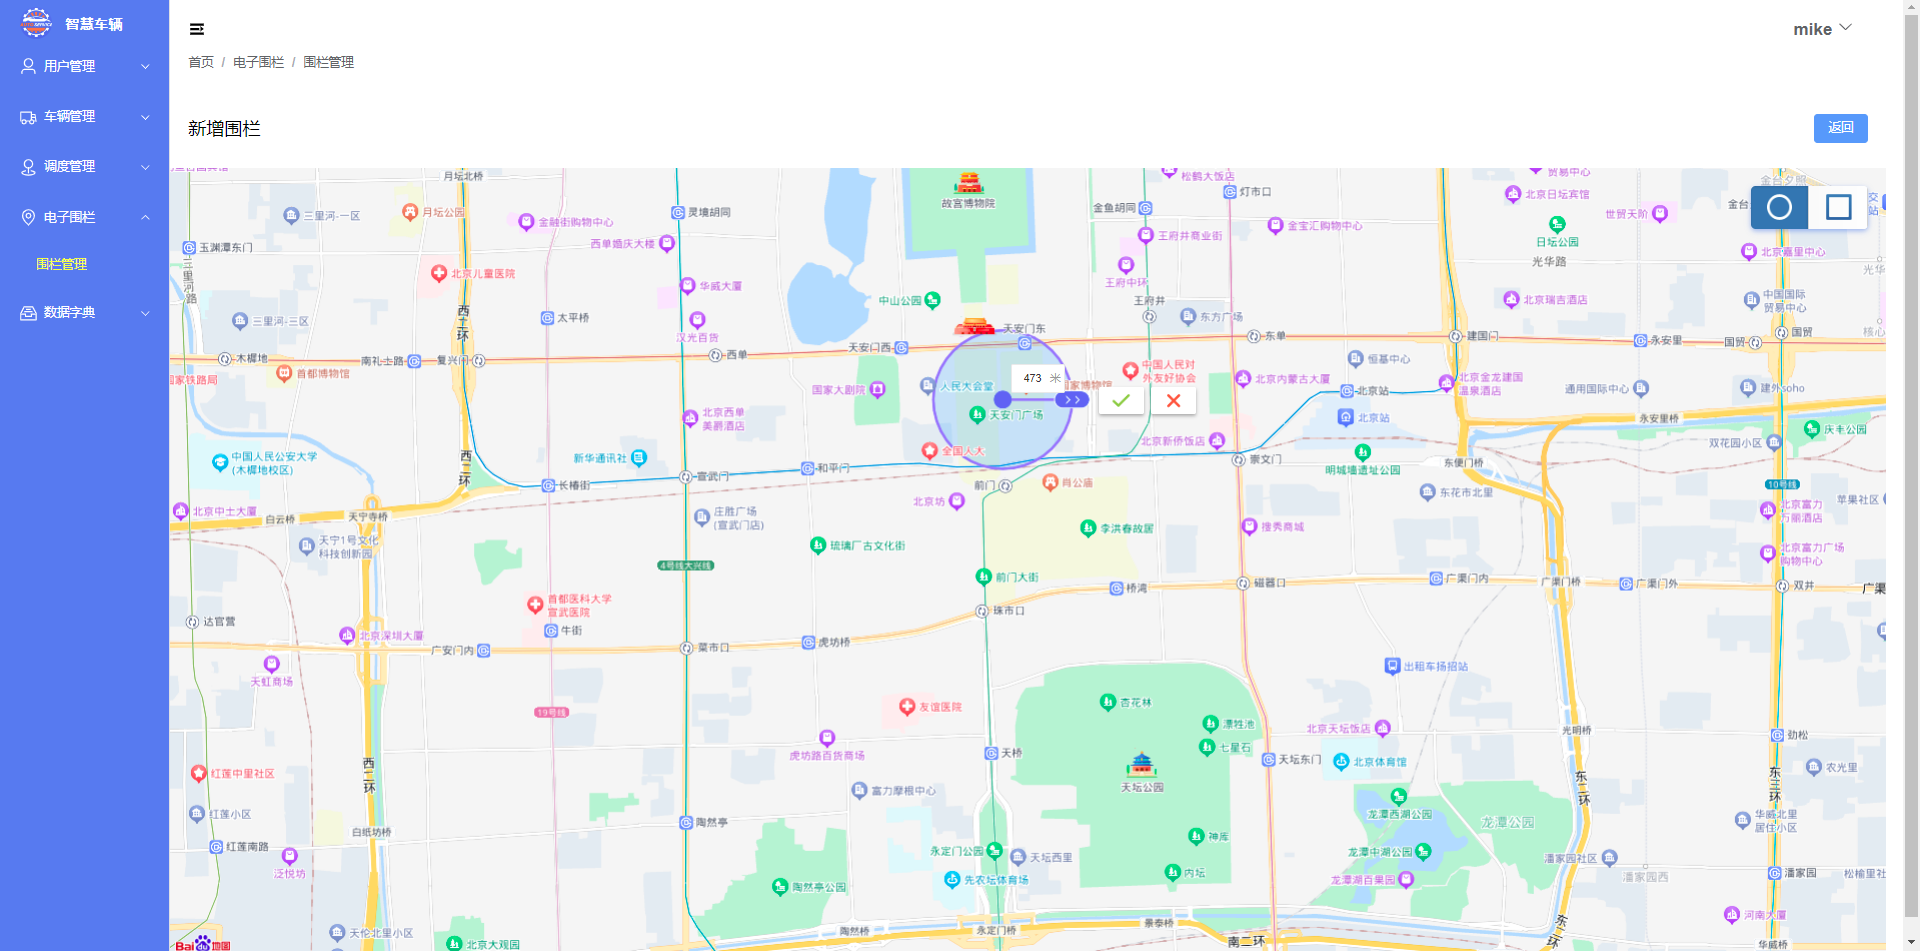 智慧车辆
用户管理
车辆管理
调度管理
电子围栏
围栏管理
数据字典
mike
首页 / 电子围栏 / 围栏管理
新增围栏
返回
月坛北桥
三里河-一区
月坛公园
金融街购物中心
灵境胡同
西单婚庆大楼
故宫博物院
松鹤大饭店
金鱼胡同
灯市口
王府井商业街
金宝汇购物中心
贸易中心
北京日坛宾馆
世贸天阶
日坛公园
光华路
北京嘉里中心
玉渊潭东门
三里河路
北京儿童医院
华威大厦
中山公园
王府中环
王府井
东方广场
北京瑞吉酒店
中国国际
贸易中心
三里河-三区
西二环
太平桥
汉光百货
天安门东
东单
建国门
永安里
国贸
国贸
木樨地
南礼士路
复兴门
西单
天安门西
首都博物馆
国家大剧院
人民大会堂
473 米
国家博物馆
中国人民对
外友好协会
北京内蒙古大厦
恒基中心
北京站
北京站
北京金龙建国
温泉酒店
通用国际中心
建外soho
永安里桥
天安门广场
全国人大
北京西单
美爵酒店
新华通讯社
和平门
宣武门
长椿街
前门
肖公庙
北京坊
北京新侨饭店
崇文门
明城墙遗址公园
东便门桥
双花园小区
庆丰公园
中国人民公安大学
(木樨地校区)
西二环
北京中土大厦
白云桥
天宁寺桥
天宁1号文化
科技创新园
庄胜广场
(宣武门店)
琉璃厂古文化街
李洪春故居
搜秀商城
东花市北里
10号线
北京富力
万丽酒店
苹果社区
北京富力广场
购物中心
4号线大兴线
前门大街
桥湾
磁器口
广渠门内
广渠门桥
广渠门外
双井
广渠
首都医科大学
宣武医院
牛街
达官营
北京深圳大厦
广安门内
菜市口
虎坊桥
珠市口
天虹商场
19号线
友谊医院
虎坊路百货商场
杏花林
漂牲池
七星石
出租车扬招站
北京天坛饭店
天坛东门
北京体育馆
光明桥
劲松
农光里
红莲中里社区
西二环
天桥
天坛公园
富力摩根中心
东二环
东三环
红莲小区
白纸坊桥
陶然亭
神库
龙潭西湖公园
龙潭公园
华威北里
居住小区
红莲南路
泛悦坊
永定门公园
天坛西里
龙潭中湖公园
潘家园社区
潘家园西
潘家园
松榆里社区
陶然亭公园
先农坛体育场
内坛
龙潭湖百果园
河南大厦
天伦北里小区
北京大观园
陶然桥
永定门桥
景泰桥
南二环
东二环
华威桥
Bai 地图